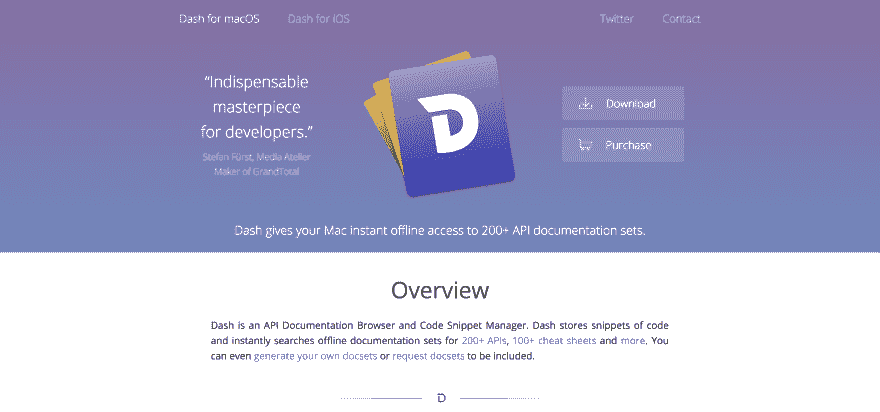 Dash for macOS
Dash for iOS
Twitter
Contact
“Indispensable
masterpiece
for developers.”
Stefan Fürst, Media Atelier
Maker of GrandTotal
D
Download
Purchase
Dash gives your Mac instant offline access to 200+ API documentation sets.
Overview
Dash is an API Documentation Browser and Code Snippet Manager. Dash stores snippets of code
and instantly searches offline documentation sets for 200+ APIs, 100+ cheat sheets and more. You
can even generate your own docsets or request docsets to be included.
D